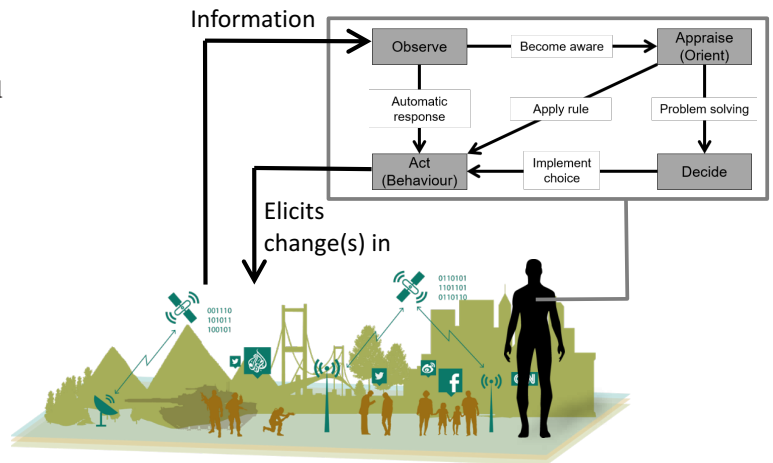 Information
Observe
Become aware
Appraise
(Orient)
Automatic
response
Apply rule
Problem solving
Act
(Behaviour)
Implement
choice
Decide
Elicits
change(s) in
001110
101011
100101
0110101
1101101
0110110
f